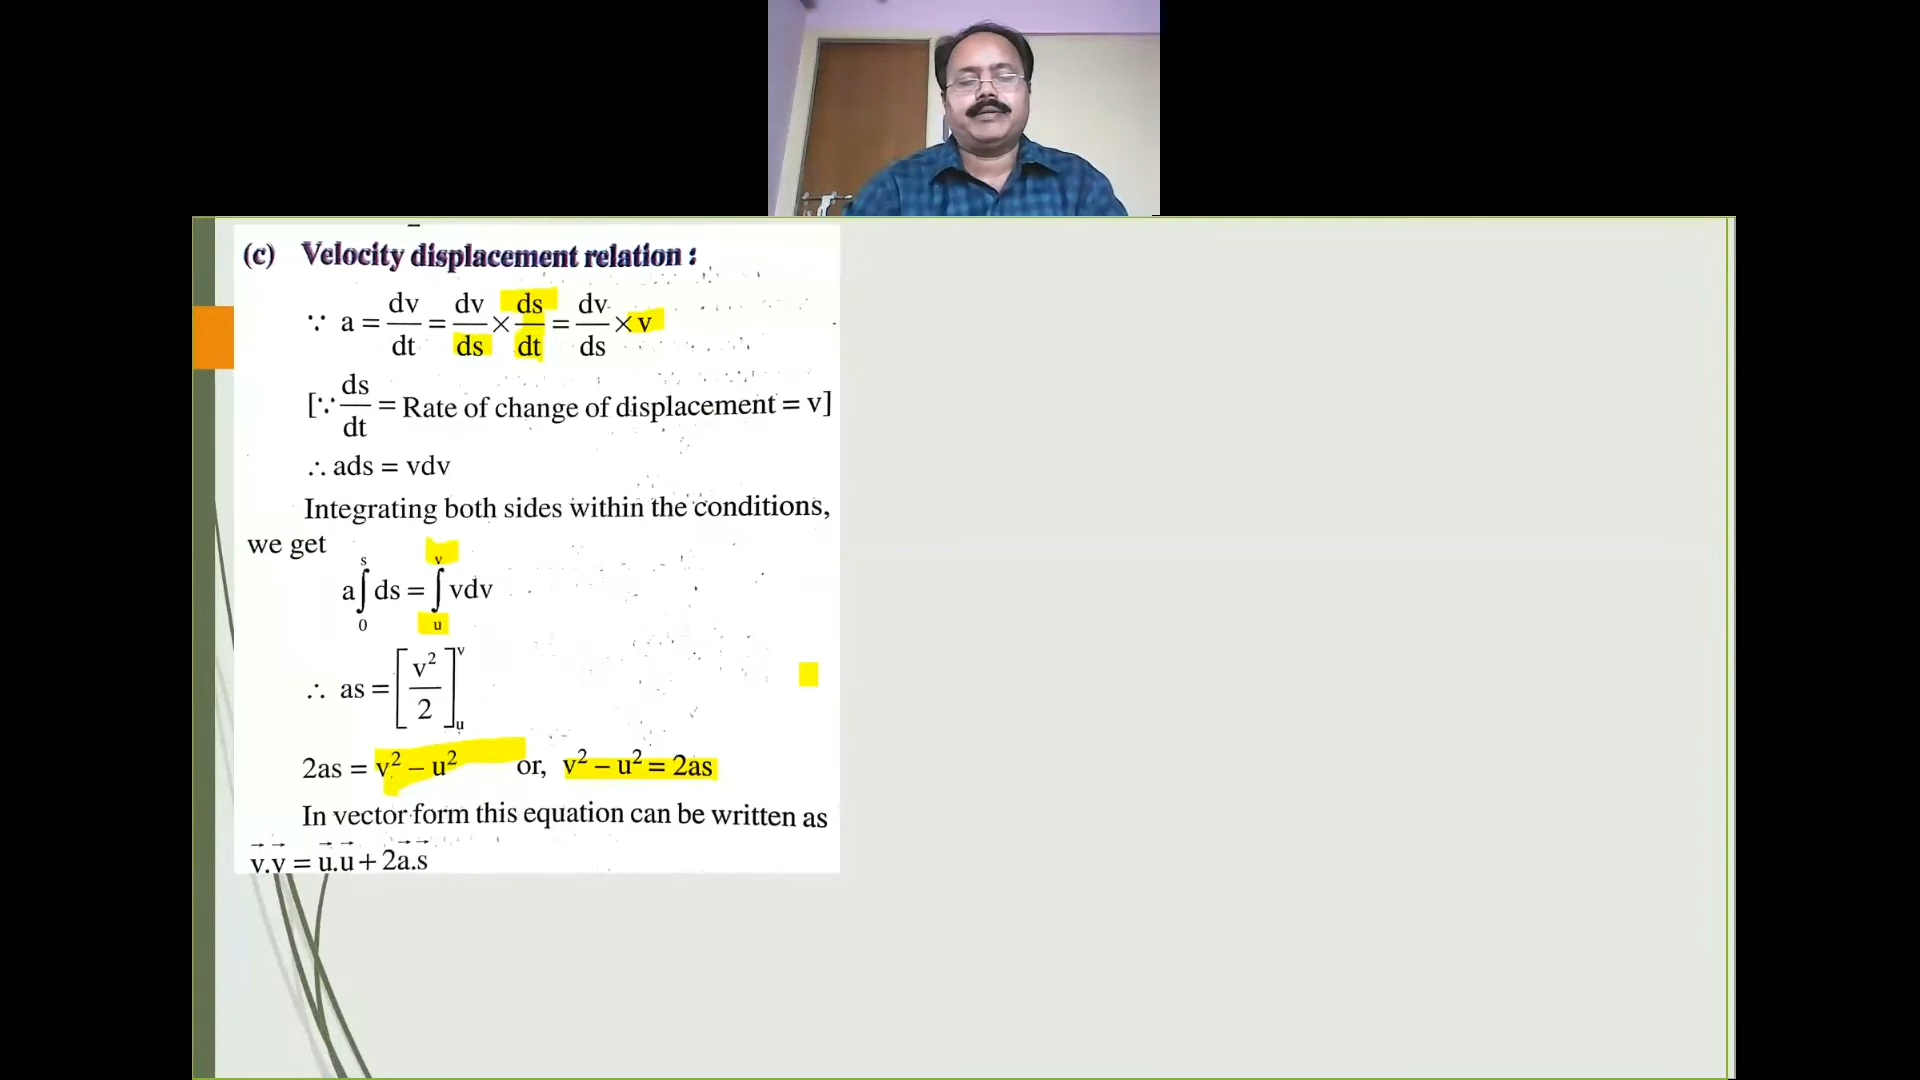 (c) Velocity displacement relation :
∵ a = dv/dt = dv/ds × ds/dt = dv/ds × v
[∵ ds/dt = Rate of change of displacement = v]
∴ ads = vdv
Integrating both sides within the conditions,
we get
a∫₀ˢ ds = ∫ᵤᵛ vdv
∴ as = [v²/2]ᵤᵛ
2as = v² – u² or, v² – u² = 2as
In vector form this equation can be written as
v⃗.v⃗ = u⃗.u⃗ + 2a⃗.s⃗